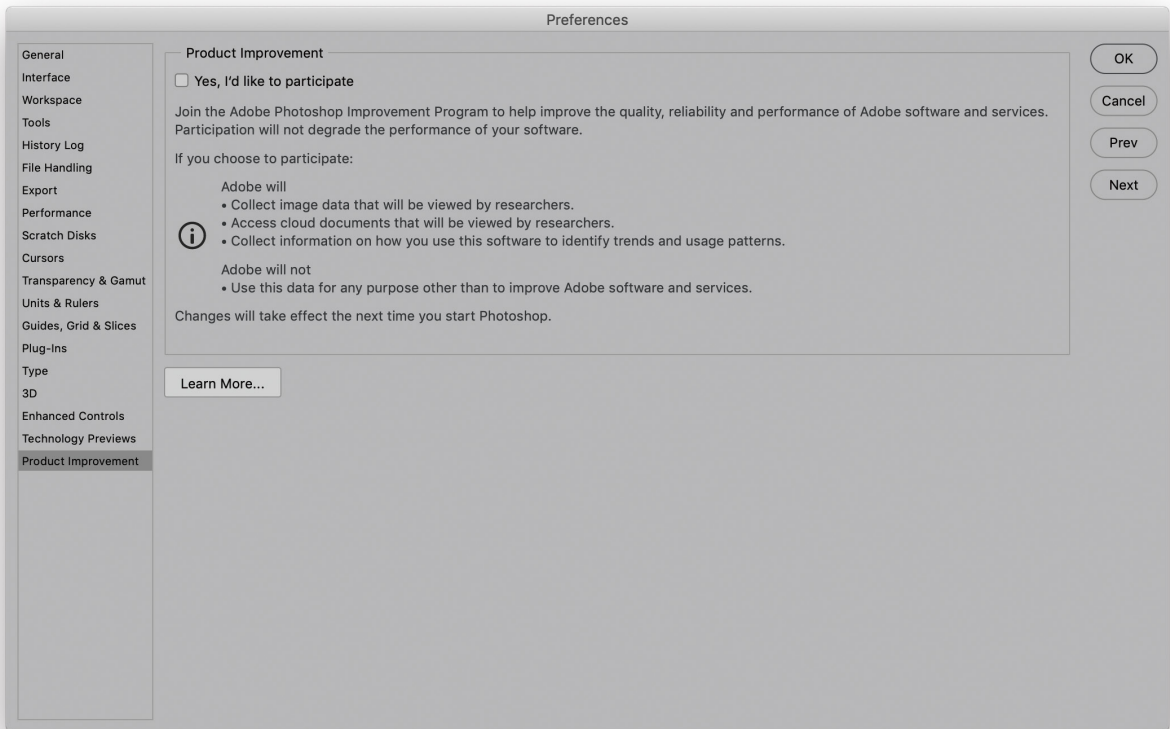 Preferences
General
Interface
Workspace
Tools
History Log
File Handling
Export
Performance
Scratch Disks
Cursors
Transparency & Gamut
Units & Rulers
Guides, Grid & Slices
Plug-Ins
Type
3D
Enhanced Controls
Technology Previews
Product Improvement
Product Improvement
Yes, I'd like to participate
Join the Adobe Photoshop Improvement Program to help improve the quality, reliability and performance of Adobe software and services.
Participation will not degrade the performance of your software.
If you choose to participate:
Adobe will
• Collect image data that will be viewed by researchers.
• Access cloud documents that will be viewed by researchers.
• Collect information on how you use this software to identify trends and usage patterns.
Adobe will not
• Use this data for any purpose other than to improve Adobe software and services.
Changes will take effect the next time you start Photoshop.
Learn More...
OK
Cancel
Prev
Next